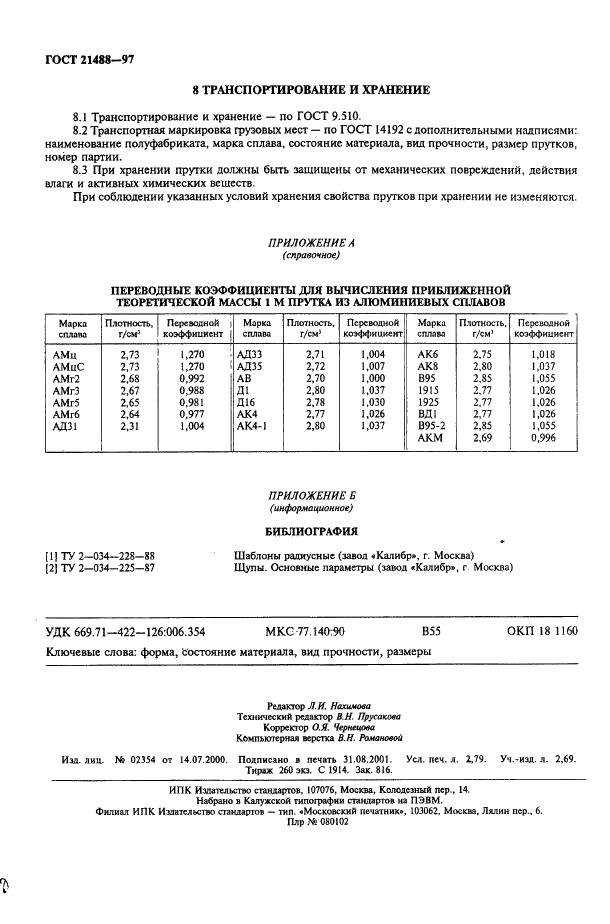 ГОСТ 21488—97
8 ТРАНСПОРТИРОВАНИЕ И ХРАНЕНИЕ
8.1 Транспортирование и хранение — по ГОСТ 9.510.
8.2 Транспортная маркировка грузовых мест — по ГОСТ 14192 с дополнительными надписями:
наименование полуфабриката, марка сплава, состояние материала, вид прочности, размер прутков,
номер партии.
8.3 При хранении прутки должны быть защищены от механических повреждений, действия
влаги и активных химических веществ.
При соблюдении указанных условий хранения свойства прутков при хранении не изменяются.
ПРИЛОЖЕНИЕ А
(справочное)
ПЕРЕВОДНЫЕ КОЭФФИЦИЕНТЫ ДЛЯ ВЫЧИСЛЕНИЯ ПРИБЛИЖЕННОЙ
ТЕОРЕТИЧЕСКОЙ МАССЫ 1 М ПРУТКА ИЗ АЛЮМИНИЕВЫХ СПЛАВОВ
Марка Плотность, Переводной Марка Плотность, Переводной Марка Плотность, Переводной
сплава г/см³ коэффициент сплава г/см³ коэффициент сплава г/см³ коэффициент
АМц 2,73 1,270 АД33 2,71 1,004 АК6 2,75 1,018
АМцС 2,73 1,270 АД35 2,72 1,007 АК8 2,80 1,037
АМг2 2,68 0,992 АВ 2,70 1,000 В95 2,85 1,055
АМг3 2,67 0,988 Д1 2,80 1,037 1915 2,77 1,026
АМг5 2,65 0,981 Д16 2,78 1,030 1925 2,77 1,026
АМг6 2,64 0,977 АК4 2,77 1,026 ВД1 2,77 1,026
АД31 2,31 1,004 АК4-1 2,80 1,037 В95-2 2,85 1,055
АКМ 2,69 0,996
ПРИЛОЖЕНИЕ Б
(информационное)
БИБЛИОГРАФИЯ
[1] ТУ 2—034—228—88 Шаблоны радиусные (завод «Калибр», г. Москва)
[2] ТУ 2—034—225—87 Щупы. Основные параметры (завод «Калибр», г. Москва)
УДК 669.71—422—126:006.354 МКС 77.140.90 В55 ОКП 18 1160
Ключевые слова: форма, состояние материала, вид прочности, размеры
Редактор Л.И. Нахимова
Технический редактор В.Н. Прусакова
Корректор О.Я. Чернецова
Компьютерная верстка В.Н. Романовой
Изд. лиц. № 02354 от 14.07.2000. Подписано в печать 31.08.2001. Усл. печ. л. 2,79. Уч.-изд. л. 2,69.
Тираж 260 экз. С 1914. Зак. 816.
ИПК Издательство стандартов, 107076, Москва, Колодезный пер., 14.
Набрано в Калужской типографии стандартов на ПЭВМ.
Филиал ИПК Издательство стандартов — тип. «Московский печатник», 103062, Москва, Лялин пер., 6.
Плр № 080102